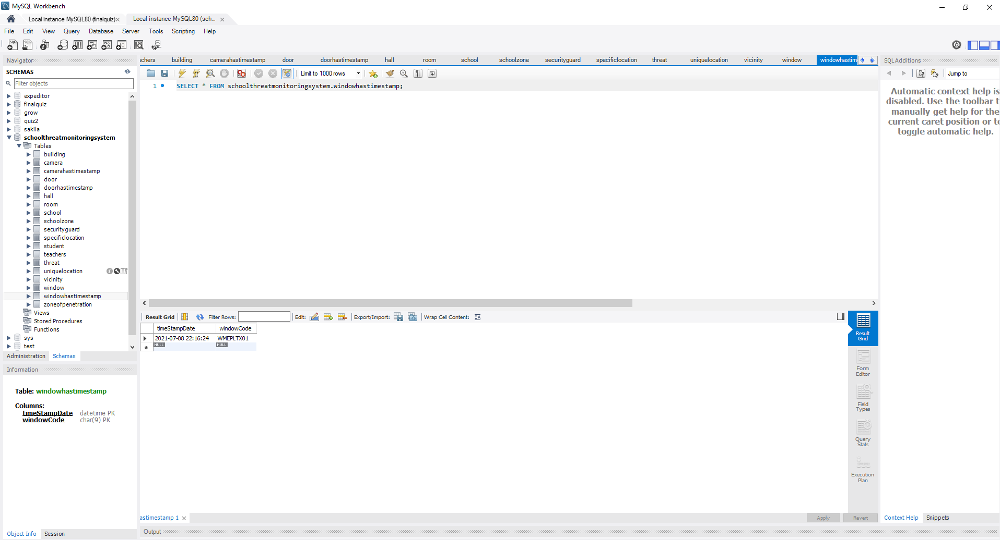 MySQL Workbench
Local instance MySQL80 (finalquiz)
Local instance MySQL80 (sch...
File Edit View Query Database Server Tools Scripting Help
Navigator
SCHEMAS
Filter objects
expeditor
finalquiz
grow
quiz2
sakila
schoolthreatmonitoringsystem
Tables
building
camera
camerahastimestamp
door
doorhastimestamp
hall
room
school
schoolzone
securityguard
specificlocation
student
teachers
threat
uniquelocation
vicinity
window
windowhastimestamp
zoneofpenetration
Views
Stored Procedures
Functions
sys
test
Administration Schemas
Information
Table: windowhastimestamp
Columns:
timeStampDate datetime PK
windowCode char(9) PK
Object Info Session
achers building camerahastimestamp door doorhastimestamp hall room school schoolzone securityguard specificlocation threat uniquelocation vicinity window windowhastim
Limit to 1000 rows
1 SELECT * FROM schoolthreatmonitoringsystem.windowhastimestamp;
Result Grid Filter Rows: Edit: Export/Import: Wrap Cell Content:
timeStampDate windowCode
2021-07-08 22:16:24 WMEPLTX01
NULL NULL
Result
Grid
Form
Editor
Field
Types
Query
Stats
Execution
Plan
astimestamp 1
Apply Revert
Output
SQLAdditions
Jump to
Automatic context help is
disabled. Use the toolbar t
manually get help for the
current caret position or to
toggle automatic help.
Context Help Snippets